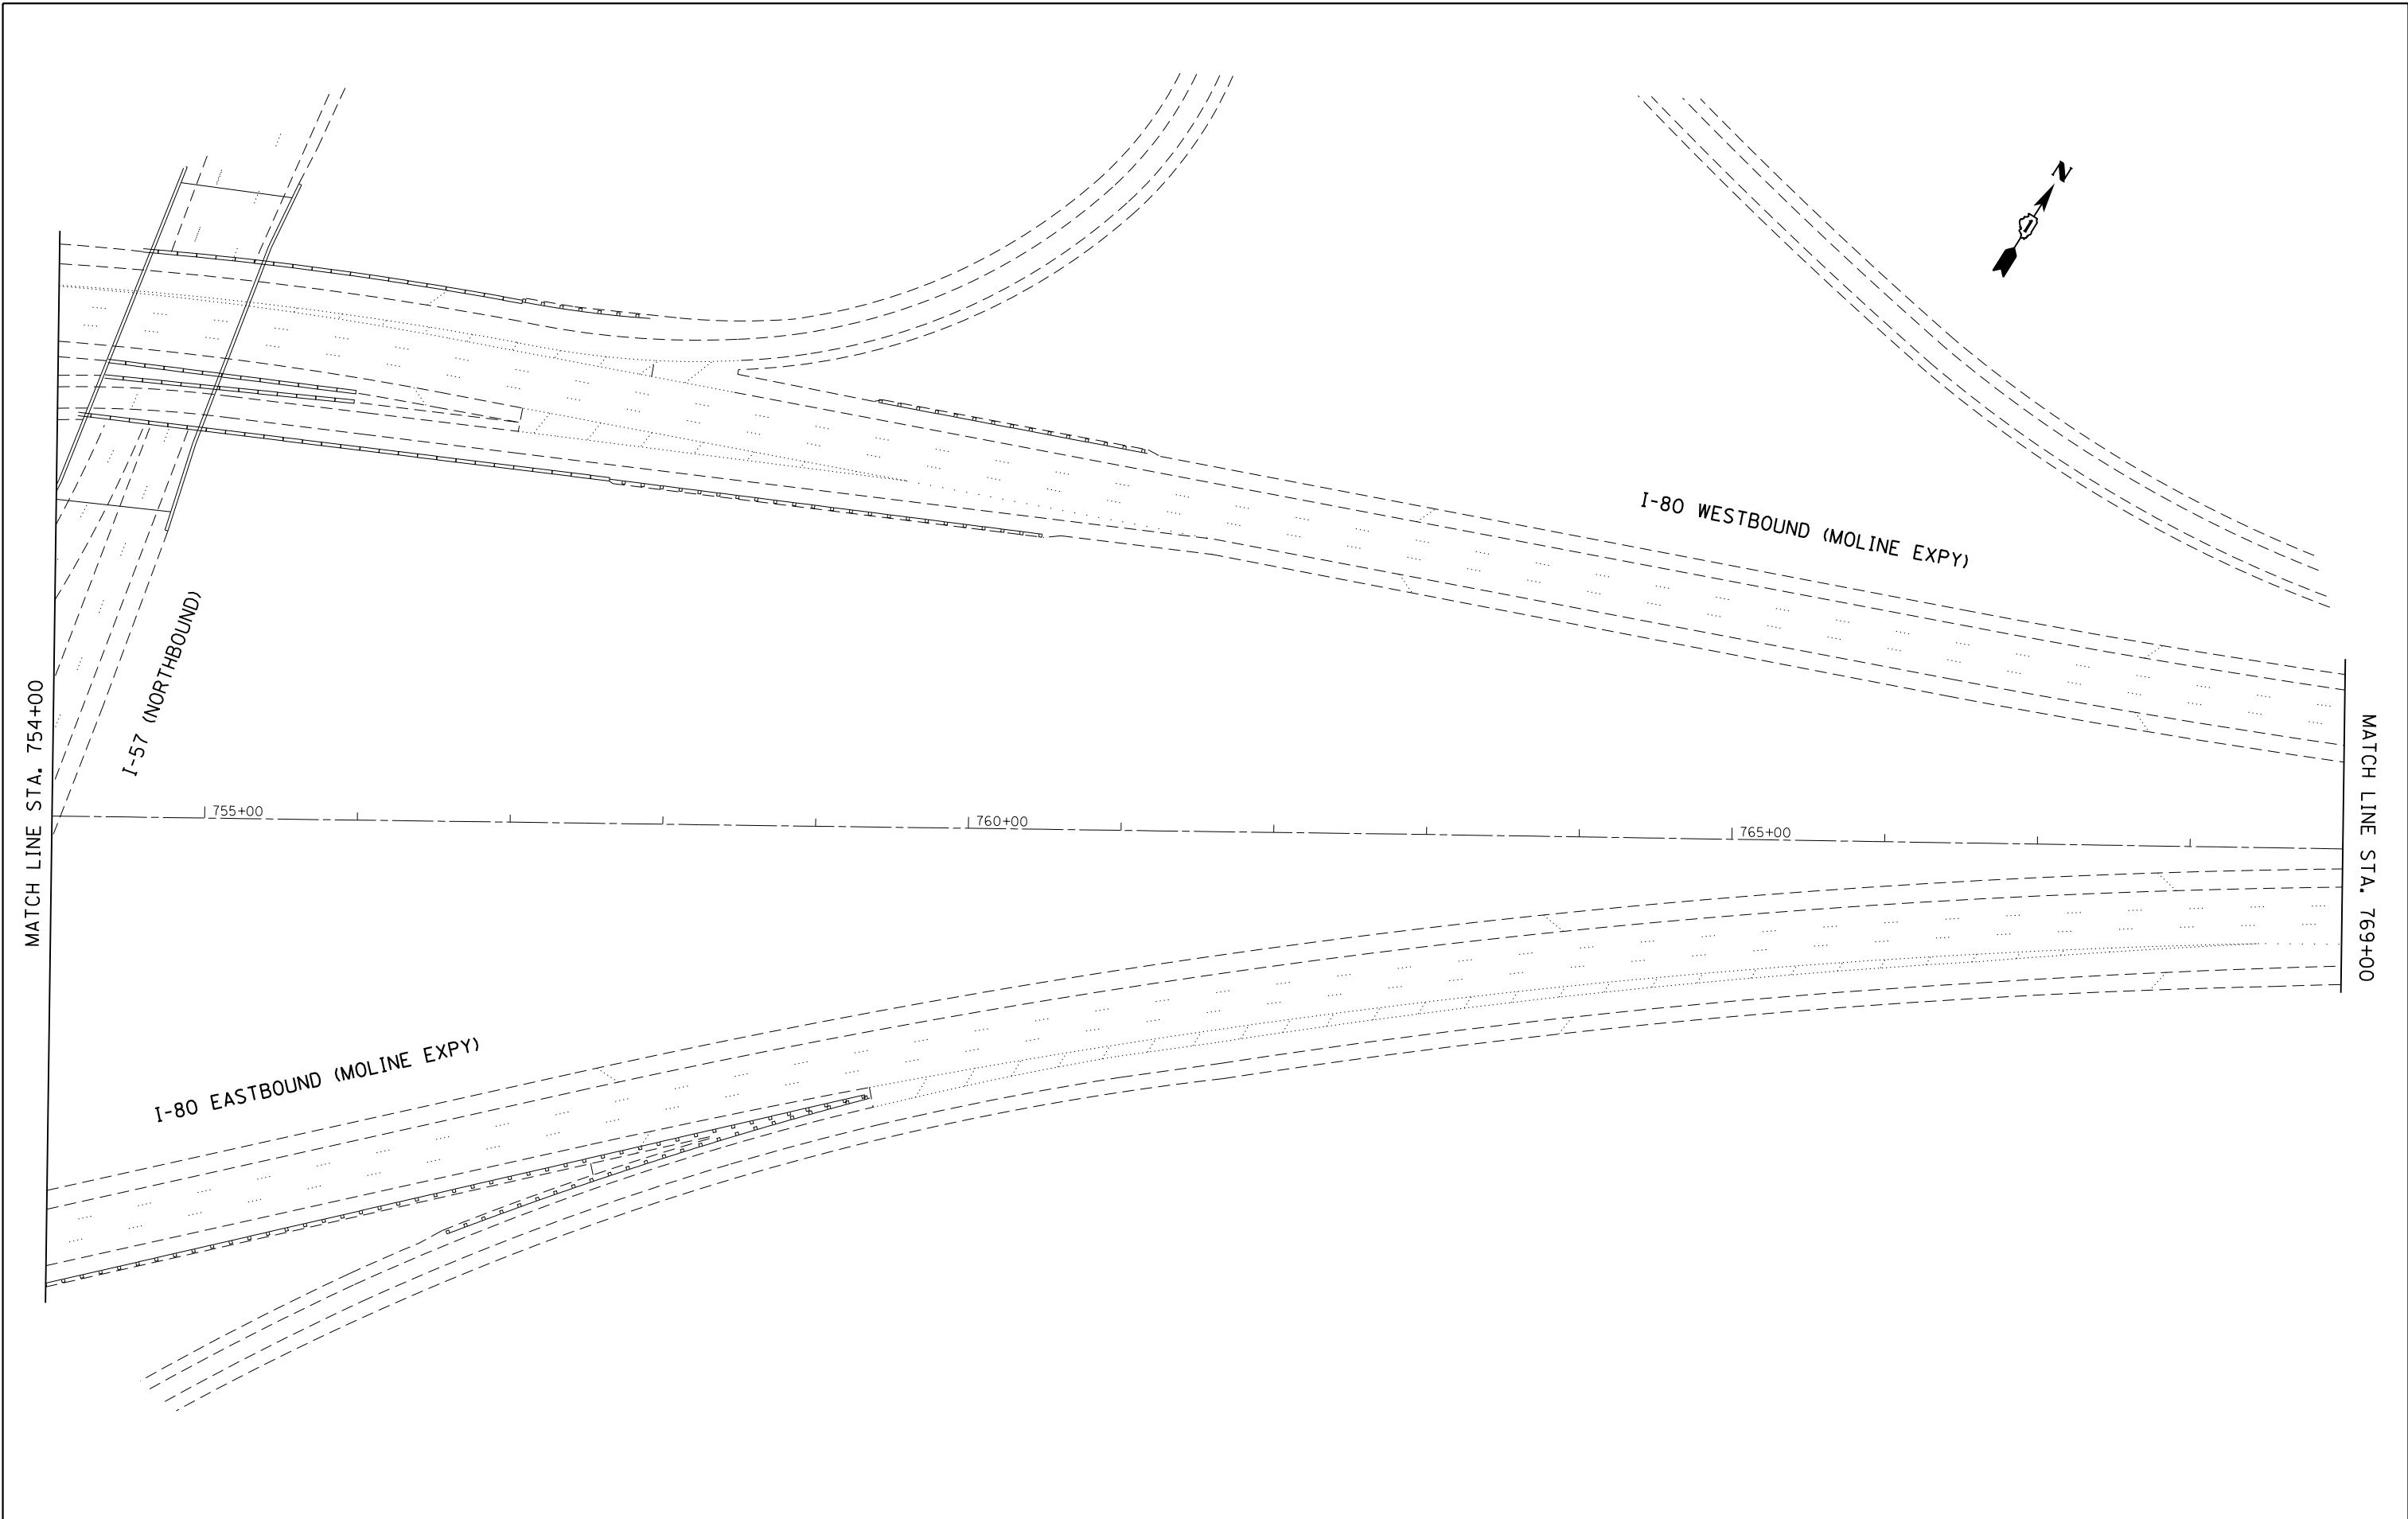 N
I-80 WESTBOUND (MOLINE EXPY)
I-57 (NORTHBOUND)
MATCH LINE STA. 754+00
MATCH LINE STA. 769+00
755+00
760+00
765+00
I-80 EASTBOUND (MOLINE EXPY)